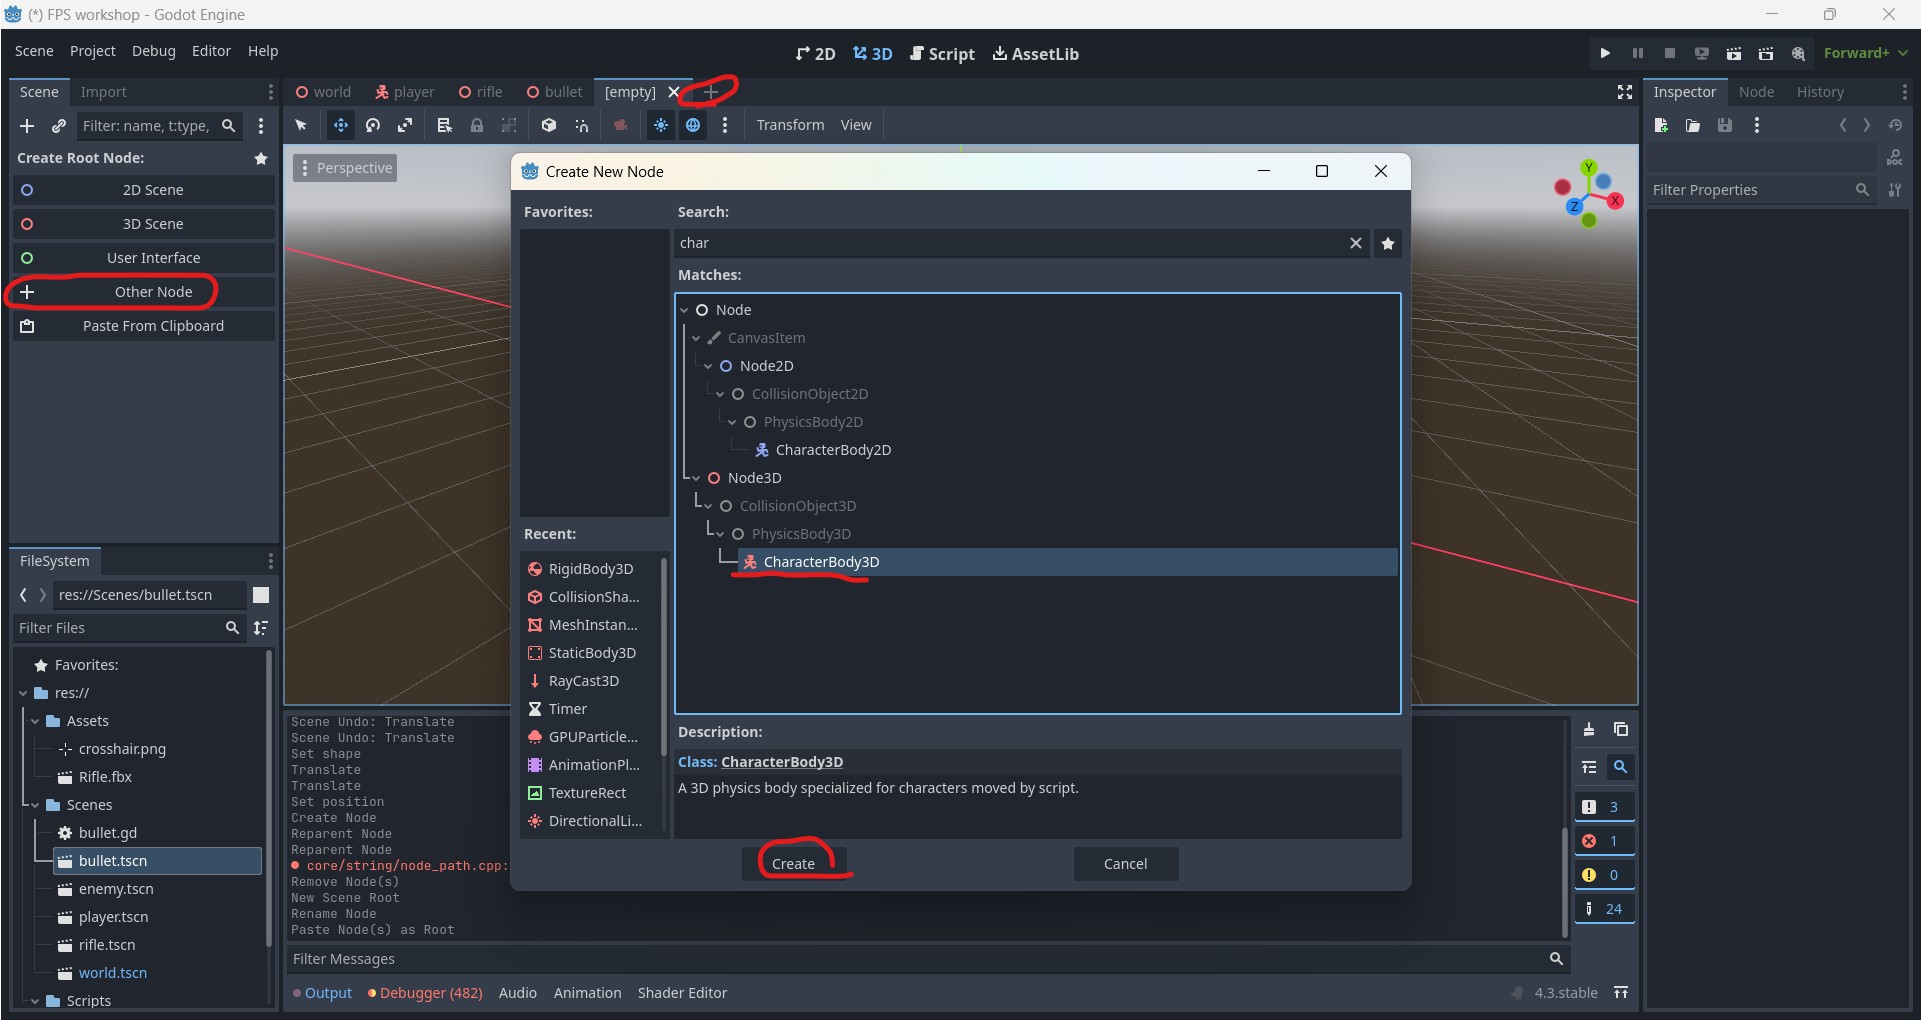 (*) FPS workshop - Godot Engine
Scene Project Debug Editor Help
2D 3D Script AssetLib
Forward+
Scene Import
Filter: name, t:type,
Create Root Node:
2D Scene
3D Scene
User Interface
Other Node
Paste From Clipboard
world player rifle bullet [empty]
Transform View
Perspective
Y
X
Z
Inspector Node History
Filter Properties
Create New Node
Favorites:
Search:
char
Matches:
Node
CanvasItem
Node2D
CollisionObject2D
PhysicsBody2D
CharacterBody2D
Node3D
CollisionObject3D
PhysicsBody3D
CharacterBody3D
Recent:
RigidBody3D
CollisionSha...
MeshInstan...
StaticBody3D
RayCast3D
Timer
GPUParticle...
AnimationPl...
TextureRect
DirectionalLi...
Description:
Class: CharacterBody3D
A 3D physics body specialized for characters moved by script.
Create Cancel
FileSystem
res://Scenes/bullet.tscn
Filter Files
Favorites:
res://
Assets
crosshair.png
Rifle.fbx
Scenes
bullet.gd
bullet.tscn
enemy.tscn
player.tscn
rifle.tscn
world.tscn
Scripts
Scene Undo: Translate
Scene Undo: Translate
Set shape
Translate
Translate
Set position
Create Node
Reparent Node
Reparent Node
core/string/node_path.cpp:
Remove Node(s)
New Scene Root
Rename Node
Paste Node(s) as Root
3
1
0
24
Filter Messages
Output Debugger (482) Audio Animation Shader Editor
4.3.stable